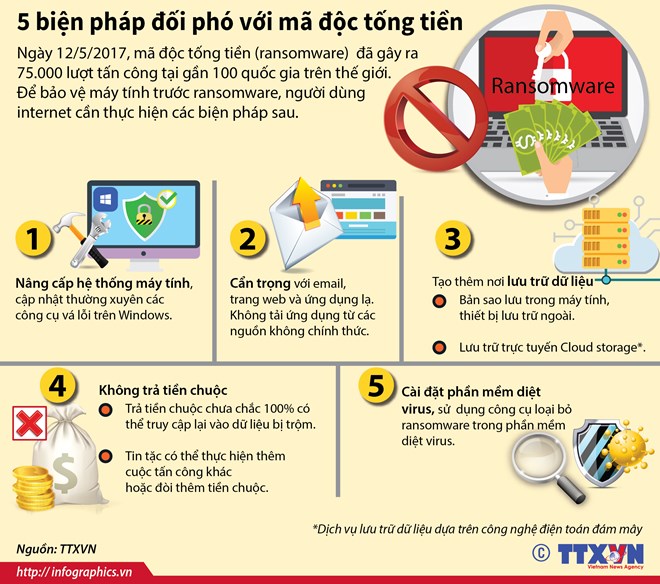 5 biện pháp đối phó với mã độc tống tiền
Ngày 12/5/2017, mã độc tống tiền (ransomware) đã gây ra
75.000 lượt tấn công tại gần 100 quốc gia trên thế giới.
Để bảo vệ máy tính trước ransomware, người dùng
internet cần thực hiện các biện pháp sau.
Ransomware
1
Nâng cấp hệ thống máy tính,
cập nhật thường xuyên các
công cụ vá lỗi trên Windows.
2
Cẩn trọng với email,
trang web và ứng dụng lạ.
Không tải ứng dụng từ các
nguồn không chính thức.
3
Tạo thêm nơi lưu trữ dữ liệu
Bản sao lưu trong máy tính,
thiết bị lưu trữ ngoài.
Lưu trữ trực tuyến Cloud storage*.
4
Không trả tiền chuộc
Trả tiền chuộc chưa chắc 100% có
thể truy cập lại vào dữ liệu bị trộm.
Tin tặc có thể thực hiện thêm
cuộc tấn công khác
hoặc đòi thêm tiền chuộc.
$
5
Cài đặt phần mềm diệt
virus, sử dụng công cụ loại bỏ
ransomware trong phần mềm
diệt virus.
*Dịch vụ lưu trữ dữ liệu dựa trên công nghệ điện toán đám mây
Nguồn: TTXVN
http://infographics.vn
© TTXVN
Vietnam News Agency